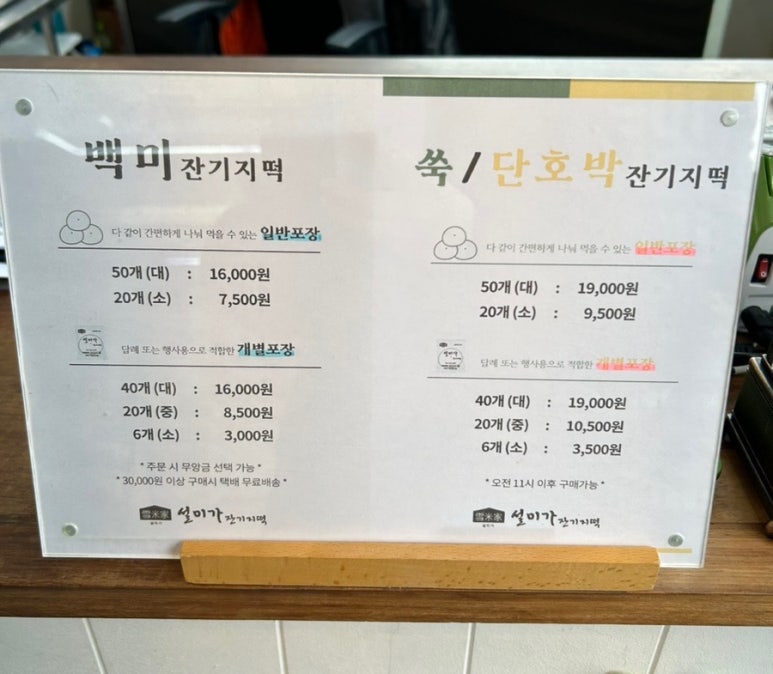 백미 잔기지떡
다 같이 간편하게 나눠 먹을 수 있는 일반포장
50개 (대) : 16,000원
20개 (소) : 7,500원
답례 또는 행사용으로 적합한 개별포장
40개 (대) : 16,000원
20개 (중) : 8,500원
6개 (소) : 3,000원
* 주문 시 무앙금 선택 가능 *
* 30,000원 이상 구매시 택배 무료배송 *
雪米家 설미가 잔기지떡
쑥 / 단호박 잔기지떡
다 같이 간편하게 나눠 먹을 수 있는 일반포장
50개 (대) : 19,000원
20개 (소) : 9,500원
답례 또는 행사용으로 적합한 개별포장
40개 (대) : 19,000원
20개 (중) : 10,500원
6개 (소) : 3,500원
* 오전 11시 이후 구매가능 *
雪米家 설미가 잔기지떡